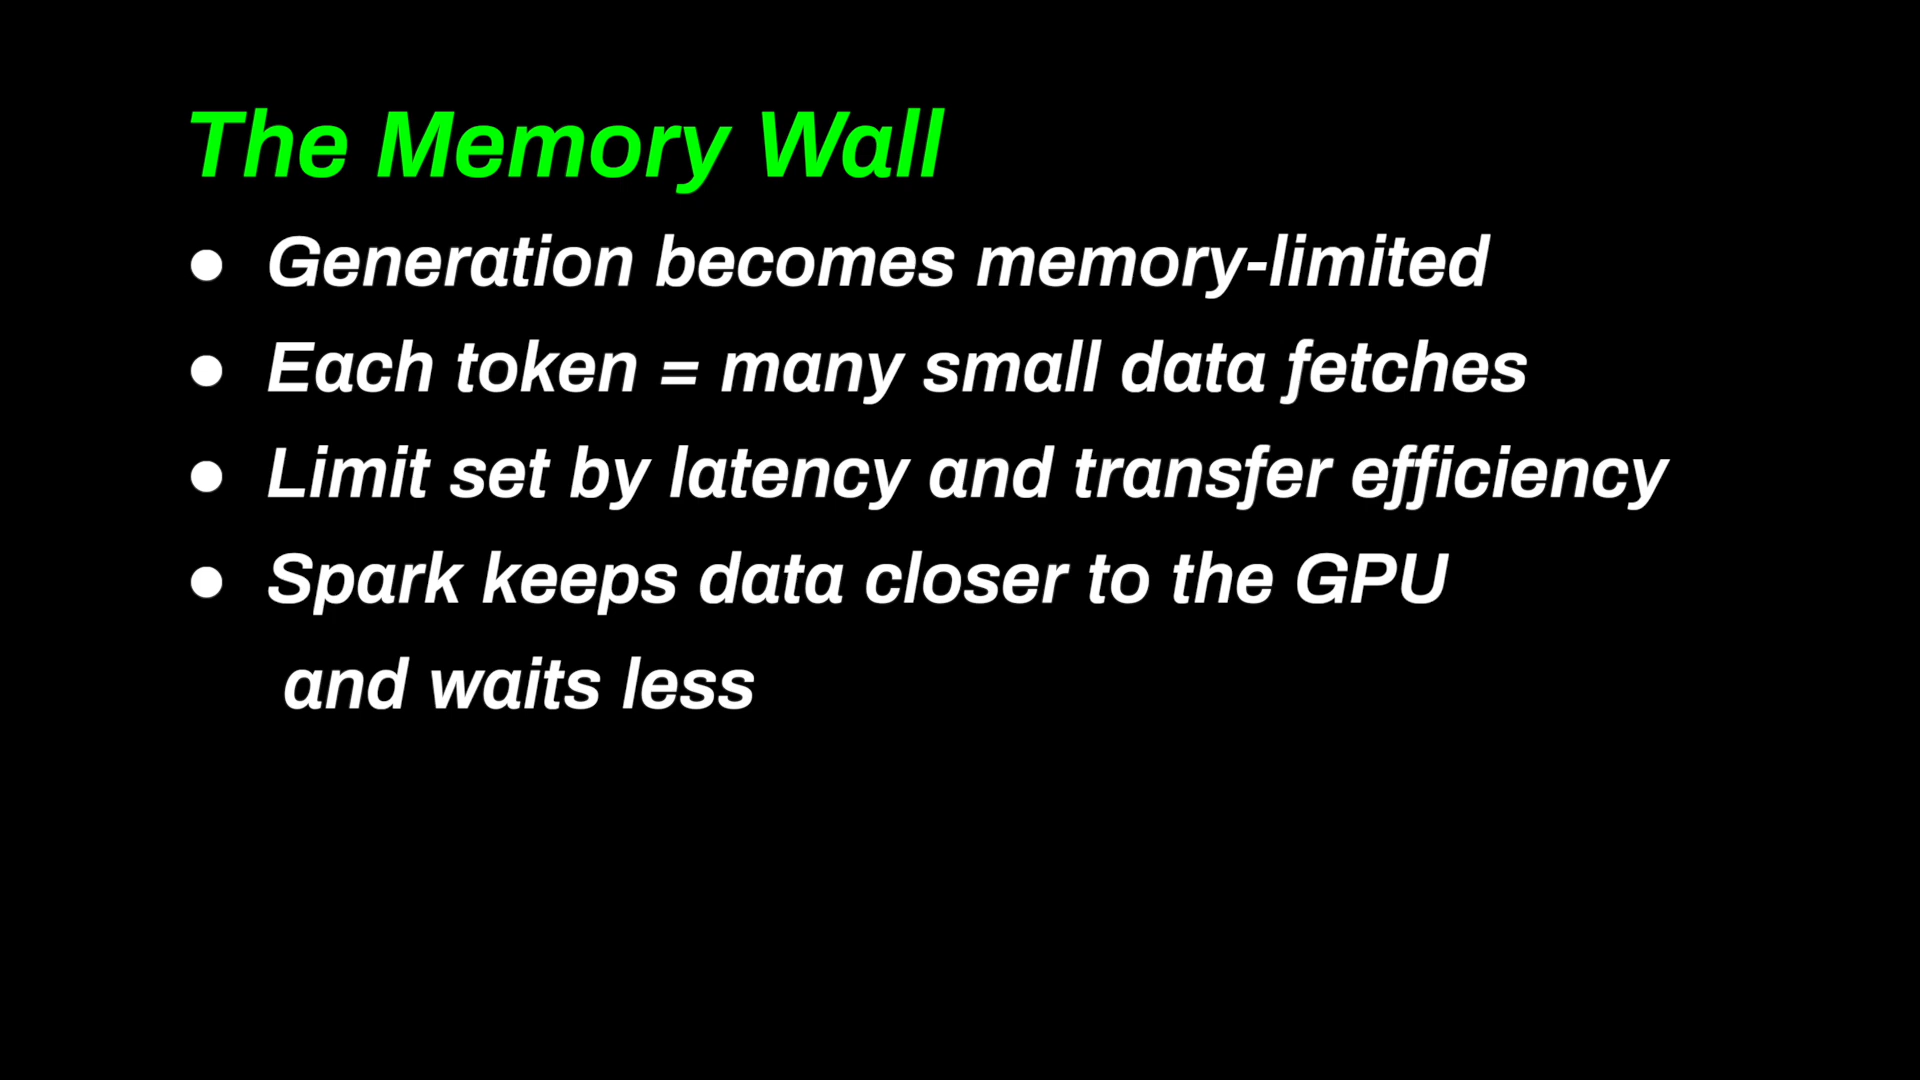 The Memory Wall
● Generation becomes memory-limited
● Each token = many small data fetches
● Limit set by latency and transfer efficiency
● Spark keeps data closer to the GPU
and waits less